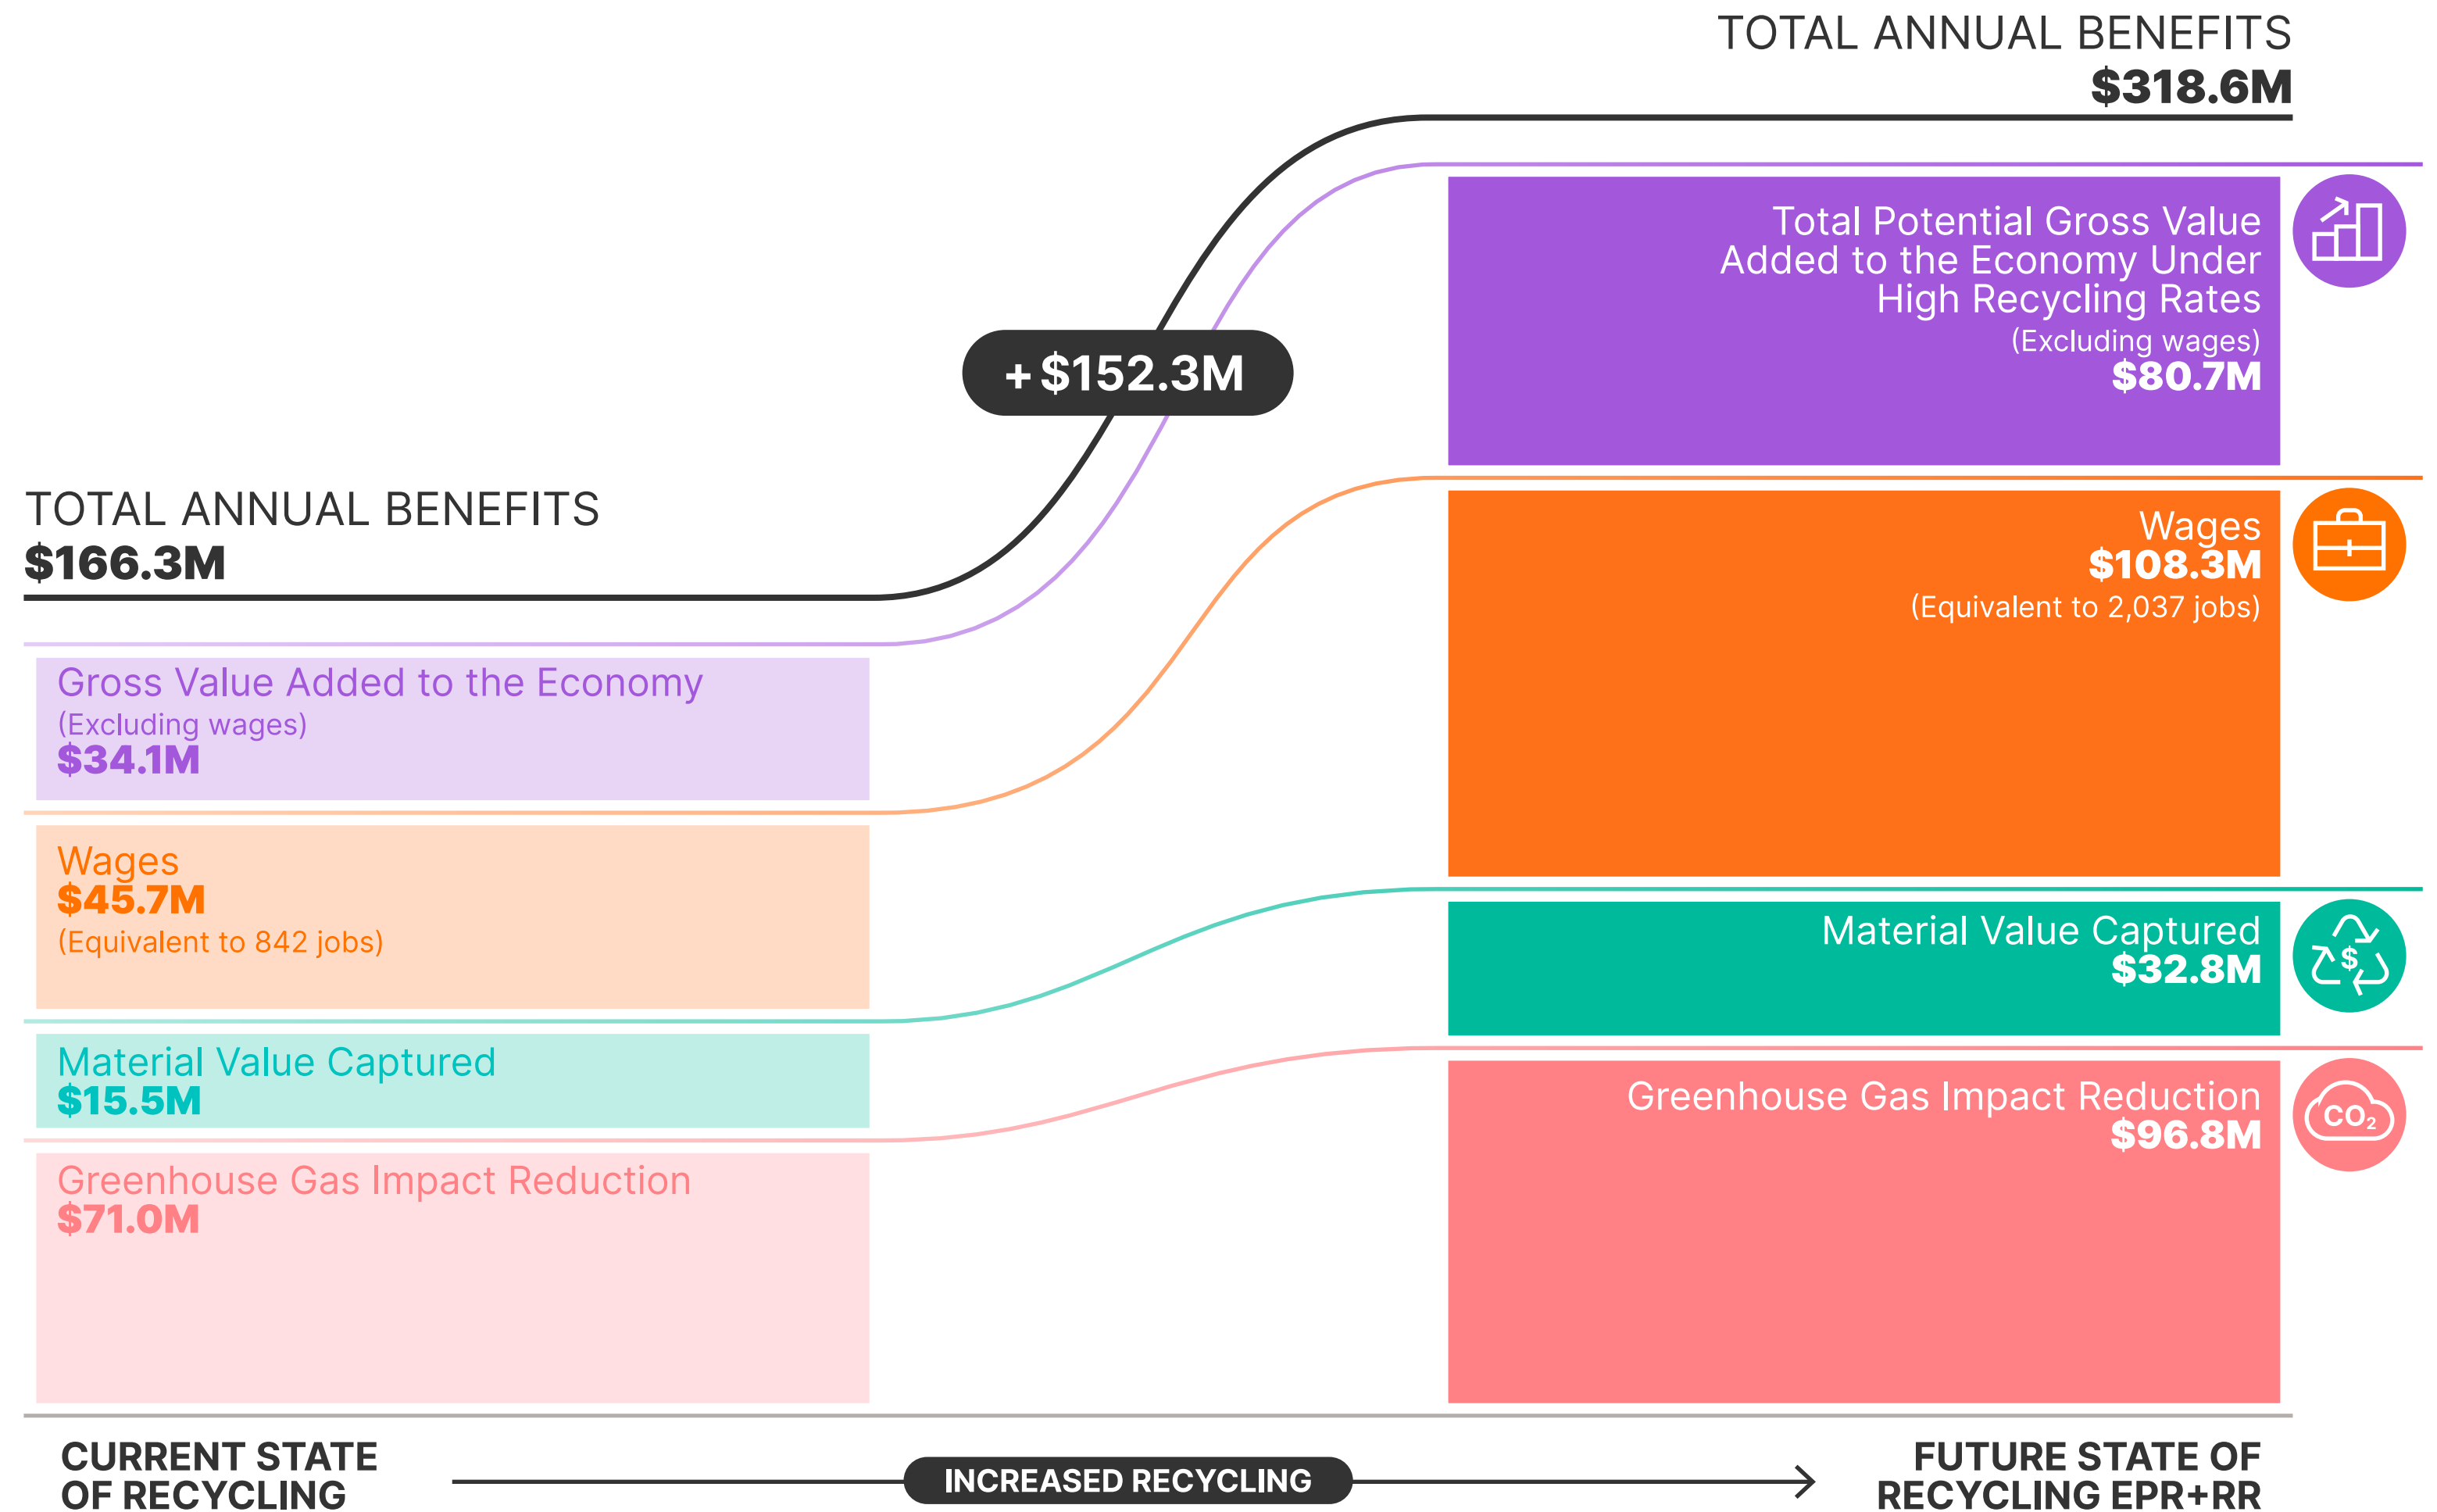 TOTAL ANNUAL BENEFITS
$318.6M
Total Potential Gross Value
Added to the Economy Under
High Recycling Rates
(Excluding wages)
$80.7M
+ $152.3M
TOTAL ANNUAL BENEFITS
$166.3M
Wages
$108.3M
(Equivalent to 2,037 jobs)
Gross Value Added to the Economy
(Excluding wages)
$34.1M
Wages
$45.7M
(Equivalent to 842 jobs)
Material Value Captured
$32.8M
$
Material Value Captured
$15.5M
Greenhouse Gas Impact Reduction
$96.8M
CO₂
Greenhouse Gas Impact Reduction
$71.0M
CURRENT STATE
OF RECYCLING
INCREASED RECYCLING
FUTURE STATE OF
RECYCLING EPR+RR